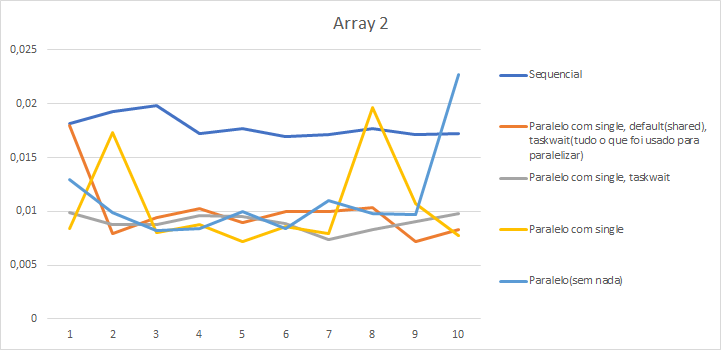 Array 2
0,025
0,02
0,015
0,01
0,005
0
1 2 3 4 5 6 7 8 9 10
Sequencial
Paralelo com single, default(shared),
taskwait(tudo o que foi usado para
paralelizar)
Paralelo com single, taskwait
Paralelo com single
Paralelo(sem nada)